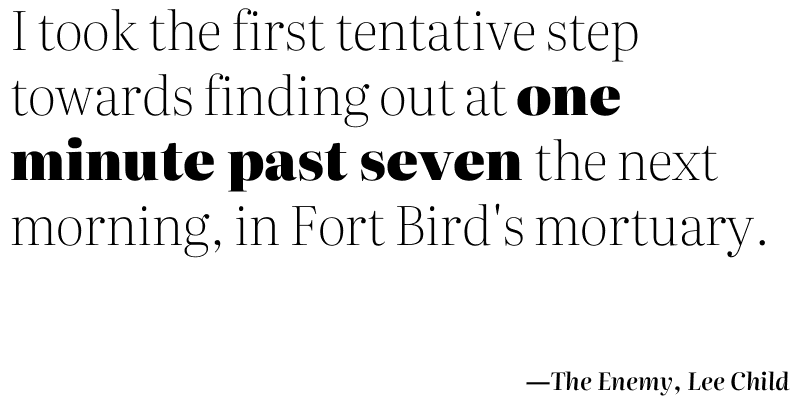 I took the first tentative step
towards finding out at one
minute past seven the next
morning, in Fort Bird's mortuary.
—The Enemy, Lee Child